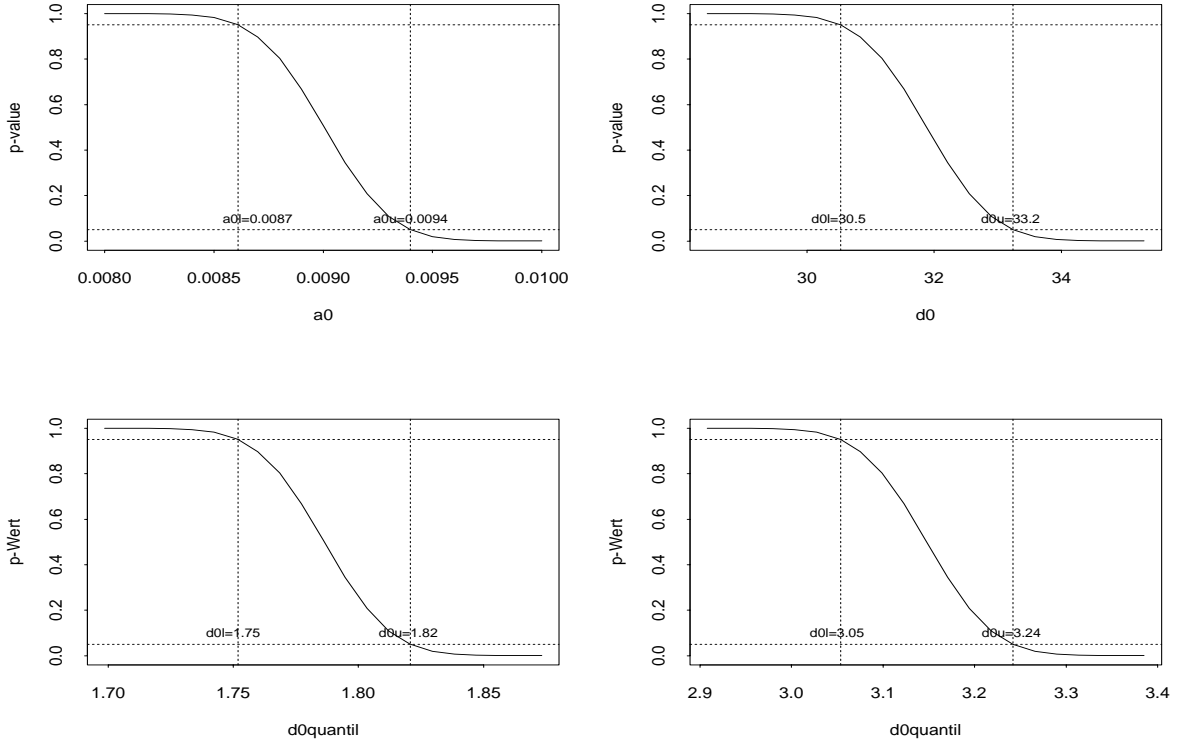 p-value
1.0
0.8
0.6
0.4
0.2
0.0
a0l=0.0087
a0u=0.0094
0.0080 0.0085 0.0090 0.0095 0.0100
a0
p-value
1.0
0.8
0.6
0.4
0.2
0.0
d0l=30.5
d0u=33.2
30 32 34
d0
p-Wert
1.0
0.8
0.6
0.4
0.2
0.0
d0l=1.75
d0u=1.82
1.70 1.75 1.80 1.85
d0quantil
p-Wert
1.0
0.8
0.6
0.4
0.2
0.0
d0l=3.05
d0u=3.24
2.9 3.0 3.1 3.2 3.3 3.4
d0quantil